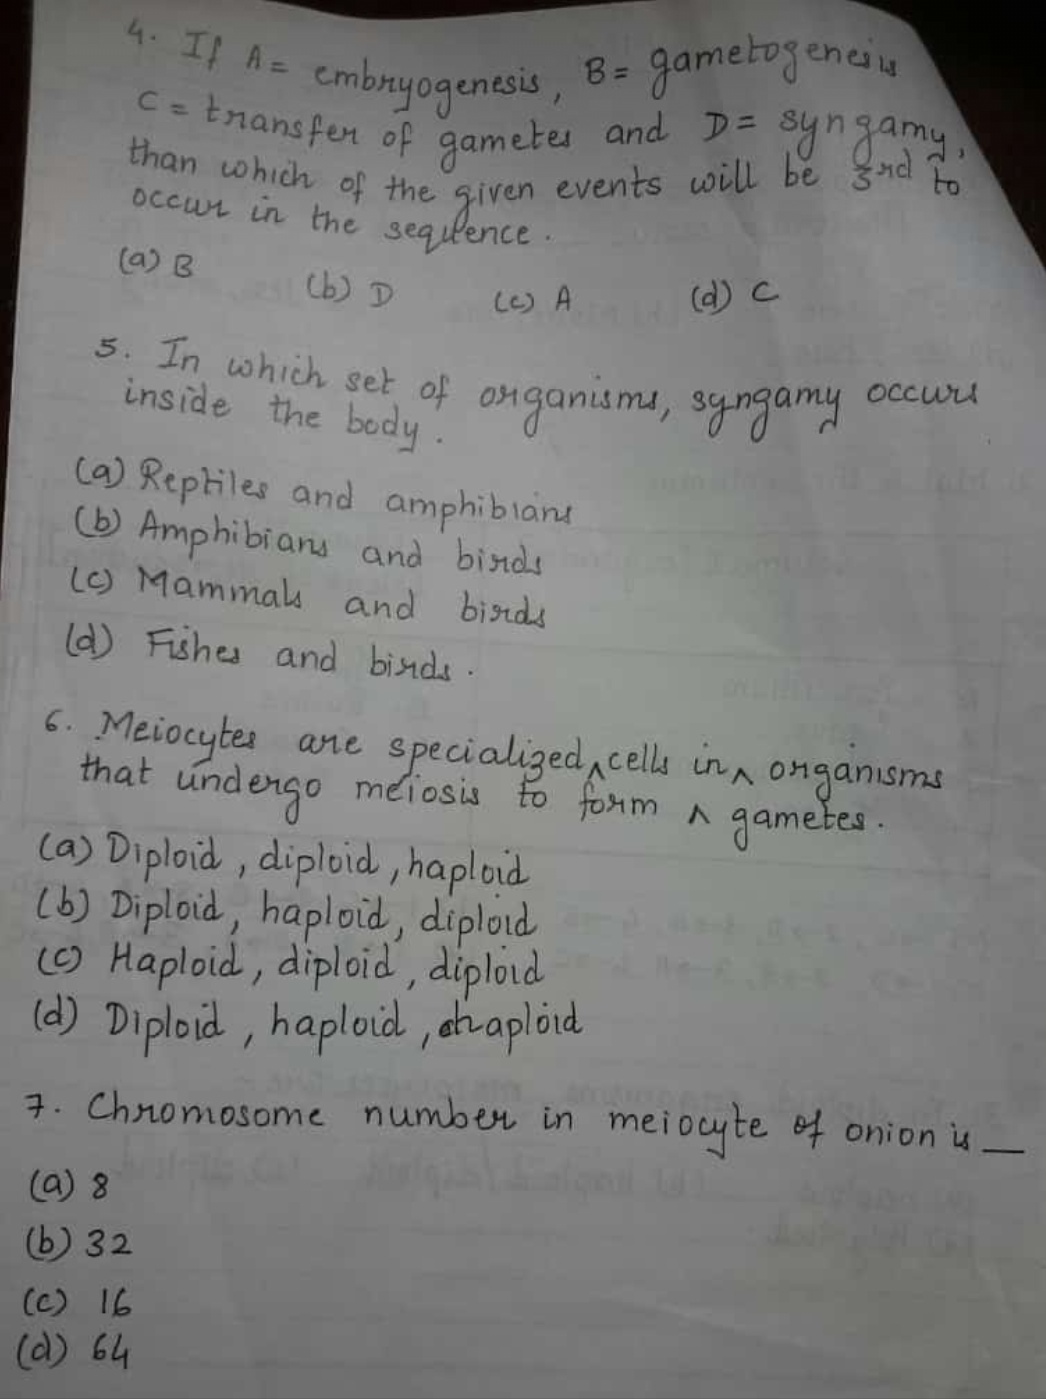 4. If A = embryogenesis, B = gametogenesis
C = transfer of gametes and D = syngamy,
than which of the given events will be 3rd to
occur in the sequence.
(a) B (b) D (c) A (d) C
5. In which set of organisms, syngamy occurs
inside the body.
(a) Reptiles and amphibians
(b) Amphibians and birds
(c) Mammals and birds
(d) Fishes and birds.
6. Meiocytes are specialized ^ cells in ^ organisms
that undergo meiosis to form ^ gametes.
(a) Diploid, diploid, haploid
(b) Diploid, haploid, diploid
(c) Haploid, diploid, diploid
(d) Diploid, haploid, haploid
7. Chromosome number in meiocyte of onion is __
(a) 8
(b) 32
(c) 16
(d) 64